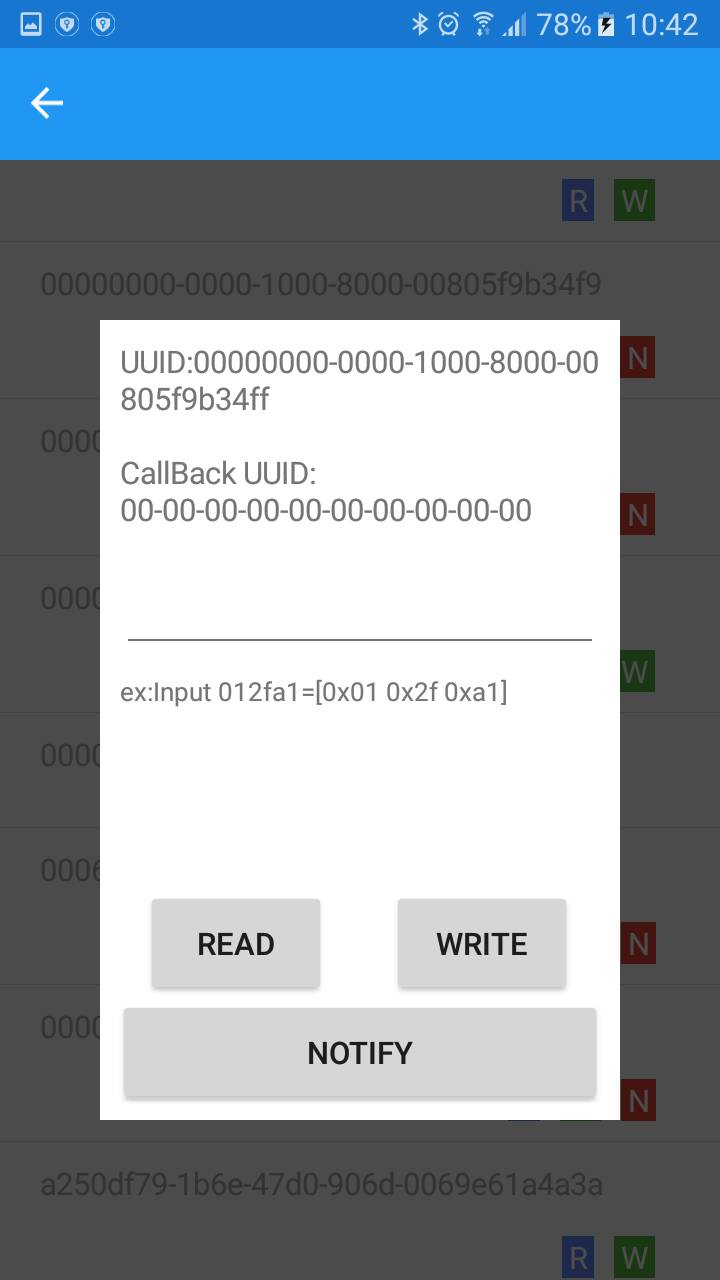 78% 10:42
R W
00000000-0000-1000-8000-00805f9b34f9
N
UUID:00000000-0000-1000-8000-00
805f9b34ff
0000
CallBack UUID:
00-00-00-00-00-00-00-00-00-00
N
0000
W
ex:Input 012fa1=[0x01 0x2f 0xa1]
0000
0006
READ WRITE
N
0000
NOTIFY
N
a250df79-1b6e-47d0-906d-0069e61a4a3a
R W